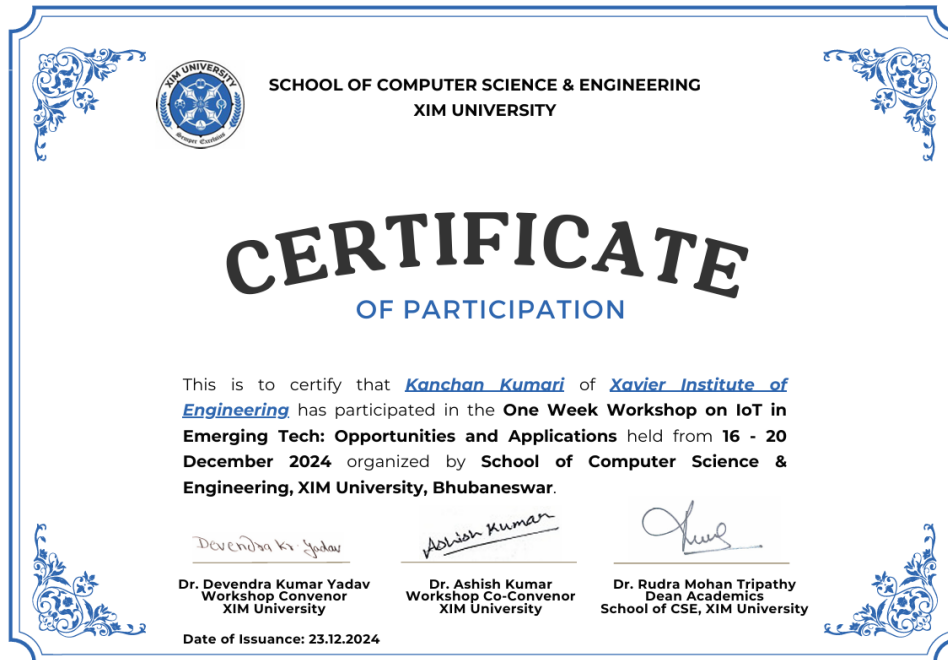 XIM UNIVERSITY
Semper Excelsius
SCHOOL OF COMPUTER SCIENCE & ENGINEERING
XIM UNIVERSITY
CERTIFICATE
OF PARTICIPATION
This is to certify that Kanchan Kumari of Xavier Institute of
Engineering has participated in the One Week Workshop on IoT in
Emerging Tech: Opportunities and Applications held from 16 - 20
December 2024 organized by School of Computer Science &
Engineering, XIM University, Bhubaneswar.
Devendra Kr. Yadav
Ashish Kumar
Dr. Devendra Kumar Yadav
Workshop Convenor
XIM University
Dr. Ashish Kumar
Workshop Co-Convenor
XIM University
Dr. Rudra Mohan Tripathy
Dean Academics
School of CSE, XIM University
Date of Issuance: 23.12.2024